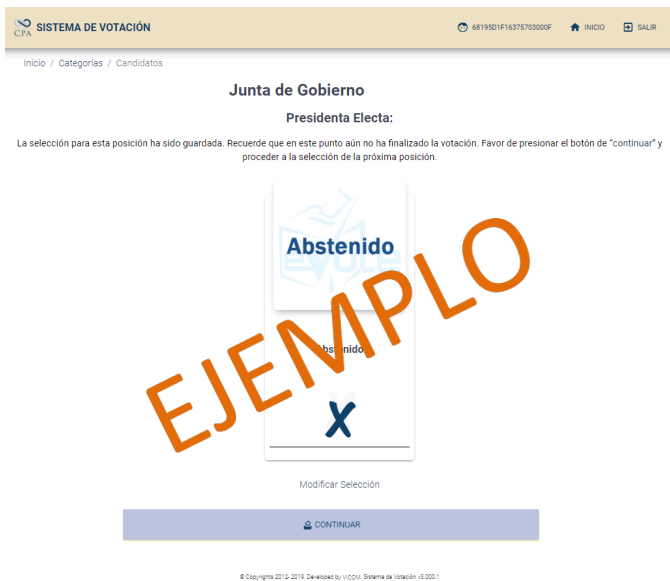 CPA SISTEMA DE VOTACIÓN 68195D1F16375703000F INICIO SALIR
Inicio / Categorías / Candidatos
Junta de Gobierno
Presidenta Electa:
La selección para esta posición ha sido guardada. Recuerde que en este punto aún no ha finalizado la votación. Favor de presionar el botón de "continuar" y
proceder a la selección de la próxima posición.
evote
Abstenido
Abstenido
X
EJEMPLO
Modificar Selección
CONTINUAR
© Copyrights 2012- 2019. Developed by VICOM. Sistema de Votación v3.000.1